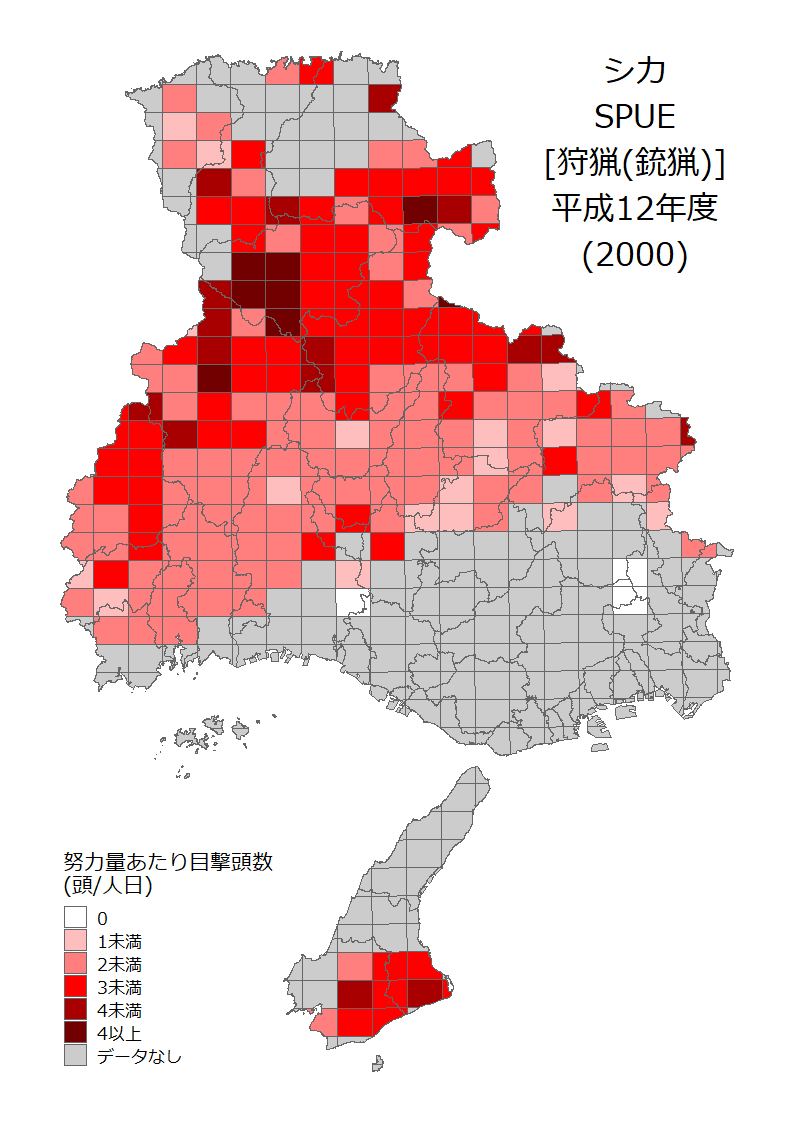 シカ
SPUE
[狩猟(銃猟)]
平成12年度
(2000)
努力量あたり目撃頭数
(頭/人日)
0
1未満
2未満
3未満
4未満
4以上
データなし